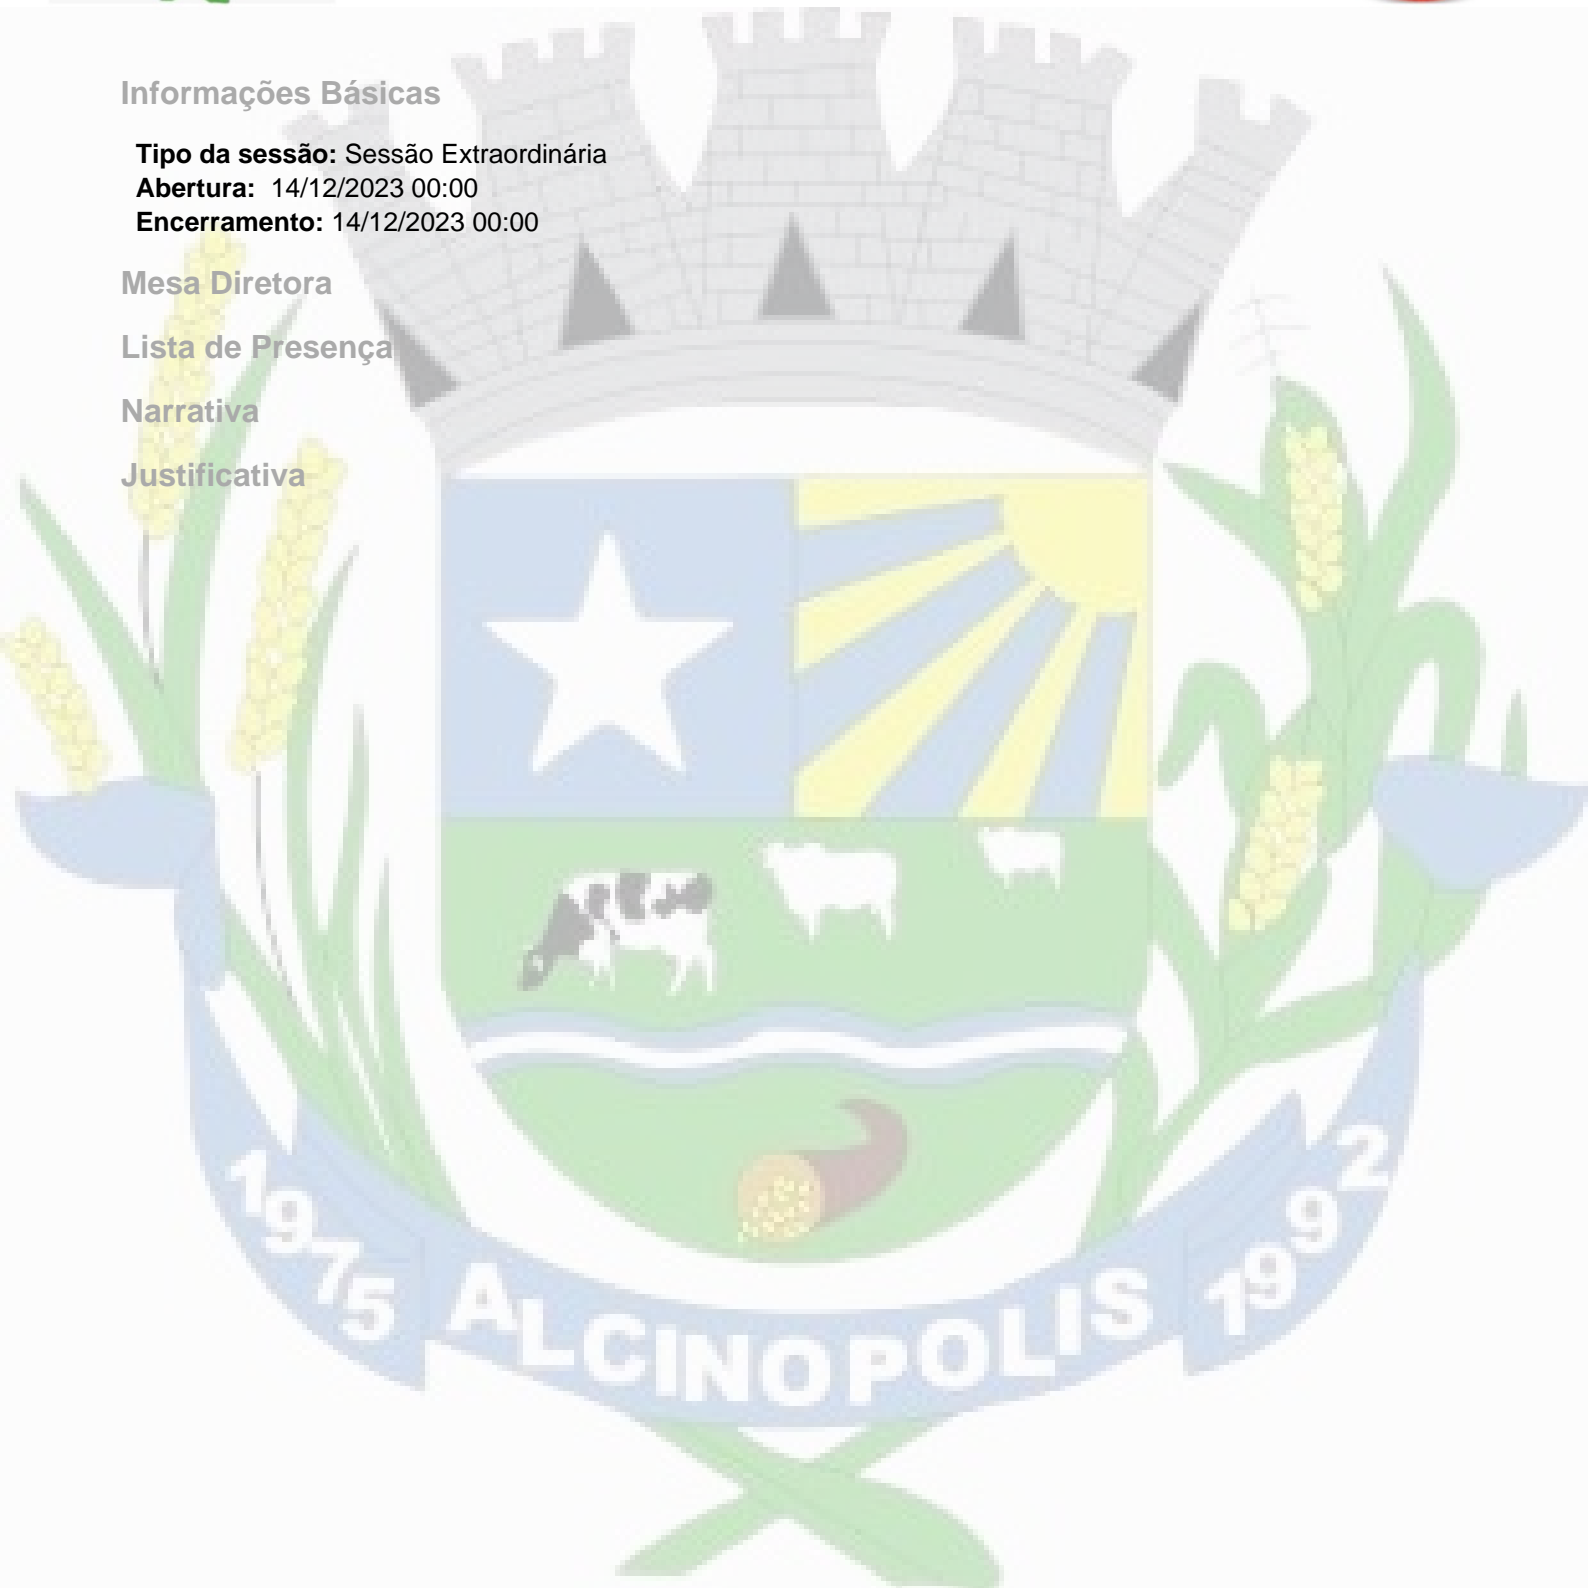 Informações Básicas
Tipo da sessão: Sessão Extraordinária
Abertura: 14/12/2023 00:00
Encerramento: 14/12/2023 00:00
Mesa Diretora
Lista de Presença
Narrativa
Justificativa
1975 ALCINOPOLIS 1992